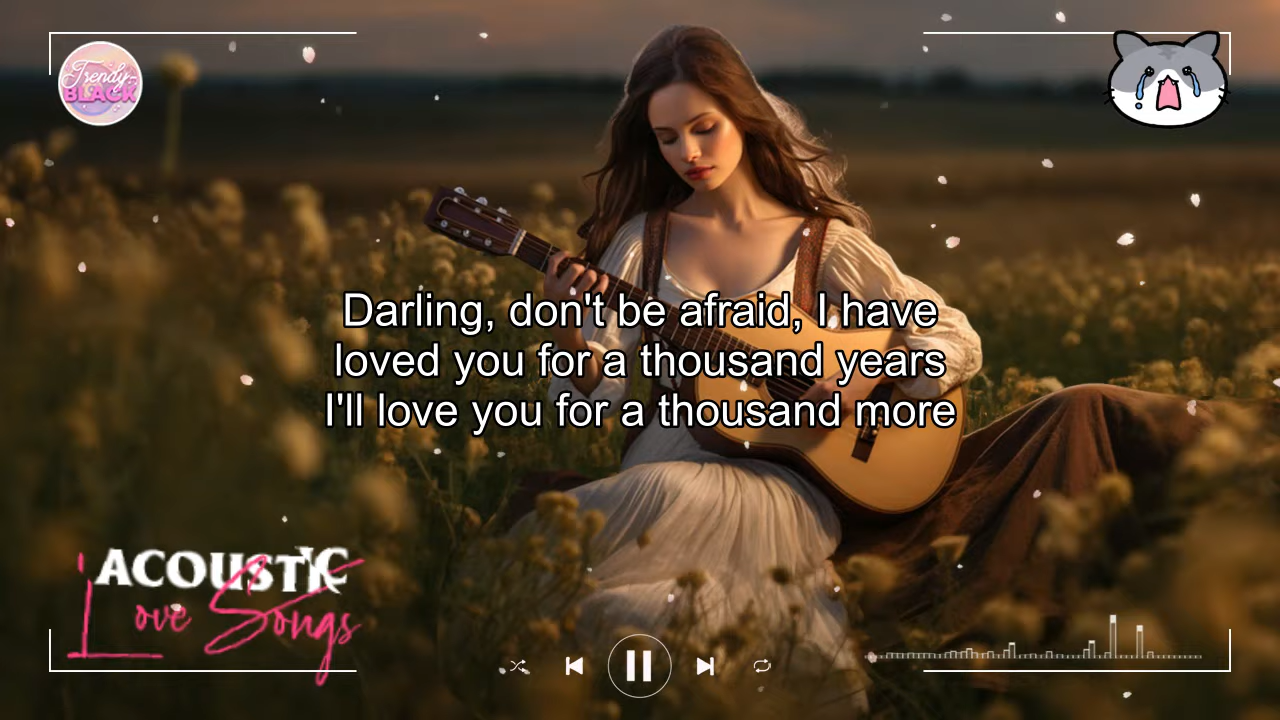 Trendy
BLACK
Darling, don't be afraid, I have
loved you for a thousand years
I'll love you for a thousand more
ACOUSTIC
Love Songs